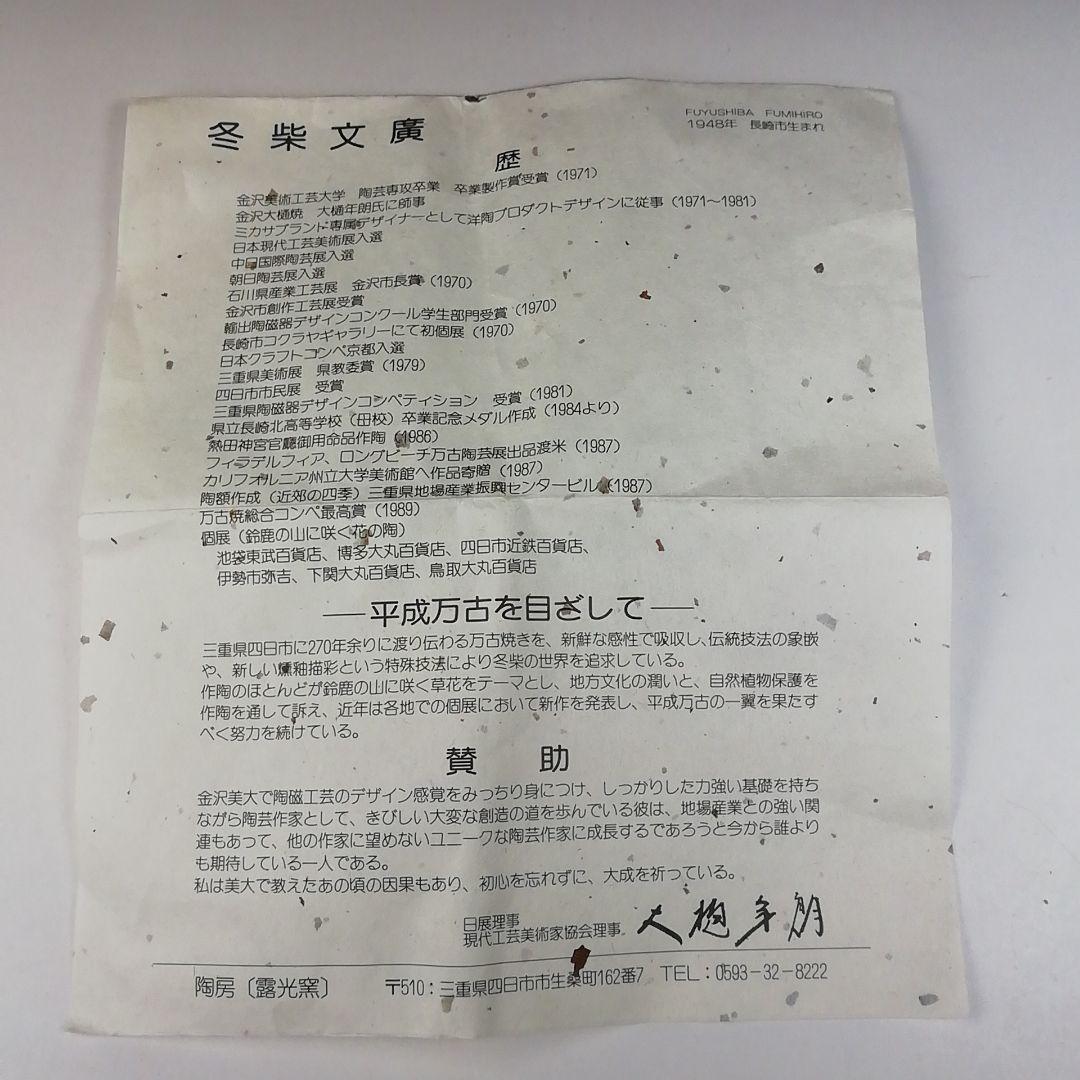 冬柴文廣
FUYUSHIBA FUMIHIRO
1948年 長崎市生まれ
歴
金沢美術工芸大学 陶芸専攻卒業 卒業製作賞受賞（1971）
金沢大樋焼 大樋年朗氏に師事
ミカサブランド専属デザイナーとして洋陶プロダクトデザインに従事（1971～1981）
日本現代工芸美術展入選
中日国際陶芸展入選
朝日陶芸展入選
石川県産業工芸展 金沢市長賞（1970）
金沢市創作工芸展受賞
輸出陶磁器デザインコンクール学生部門受賞（1970）
長崎市コクラヤギャラリーにて初個展（1970）
日本クラフトコンペ京都入選
三重県美術展 県教委賞（1979）
四日市市民展 受賞
三重県陶磁器デザインコンペティション 受賞（1981）
県立長崎北高等学校（母校）卒業記念メダル作成（1984より）
熱田神宮官廳御用命品作陶（1986）
フィラデルフィア、ロングビーチ万古陶芸展出品渡米（1987）
カリフォルニア州立大学美術館へ作品寄贈（1987）
陶額作成（近郊の四季）三重県地場産業振興センタービル（1987）
万古焼総合コンペ最高賞（1989）
個展（鈴鹿の山に咲く花の陶）
池袋東武百貨店、博多大丸百貨店、四日市近鉄百貨店、
伊勢市弥吉、下関大丸百貨店、鳥取大丸百貨店
―平成万古を目ざして―
三重県四日市に270年余りに渡り伝わる万古焼きを、新鮮な感性で吸収し、伝統技法の象嵌
や、新しい燻釉描彩という特殊技法により冬柴の世界を追求している。
作陶のほとんどが鈴鹿の山に咲く草花をテーマとし、地方文化の潤いと、自然植物保護を
作陶を通して訴え、近年は各地での個展において新作を発表し、平成万古の一翼を果たす
べく努力を続けている。
賛 助
金沢美大で陶磁工芸のデザイン感覚をみっちり身につけ、しっかりした力強い基礎を持ち
ながら陶芸作家として、きびしい大変な創造の道を歩んでいる彼は、地場産業との強い関
連もあって、他の作家に望めないユニークな陶芸作家に成長するであろうと今から誰より
も期待している一人である。
私は美大で教えたあの頃の因果もあり、初心を忘れずに、大成を祈っている。
日展理事
現代工芸美術家協会理事 大樋年朗
陶房〔露光窯〕 〒510：三重県四日市市生桑町162番7 TEL：0593-32-8222